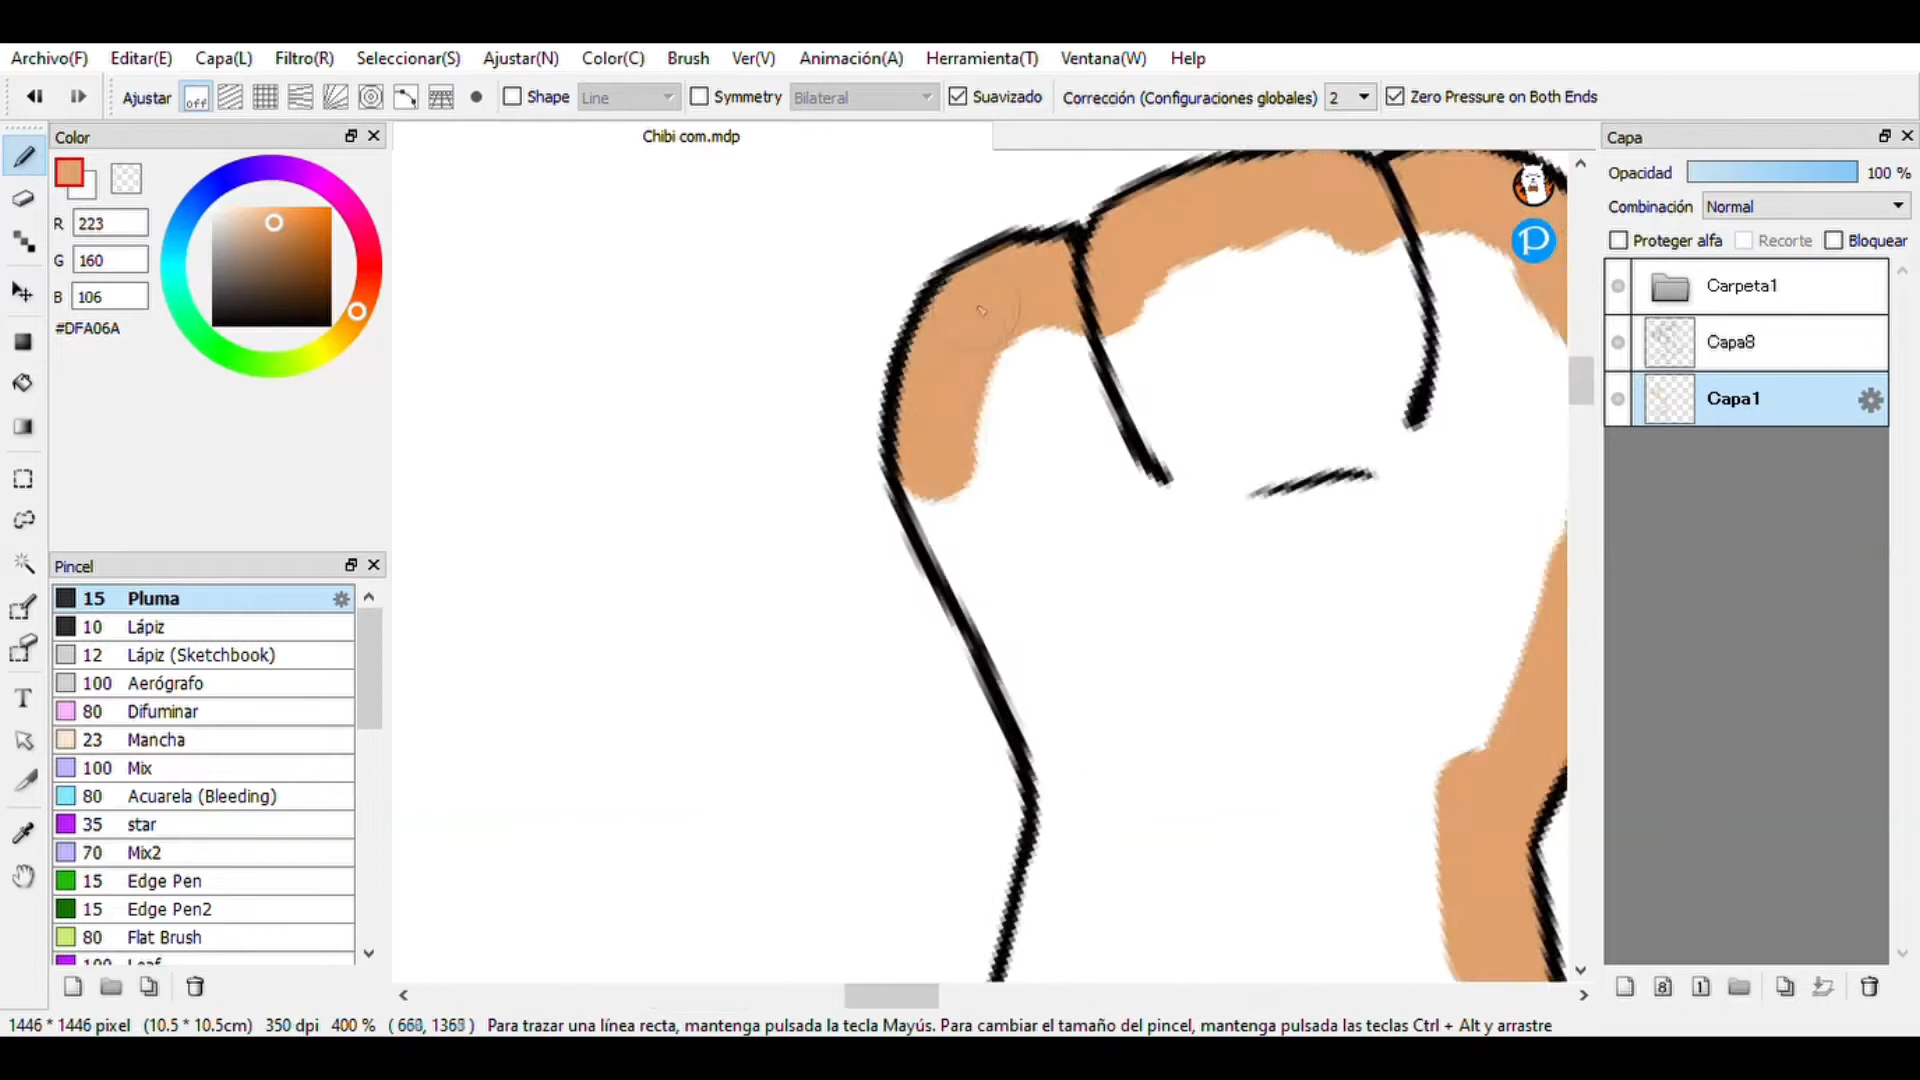 Archivo(F) Editar(E) Capa(L) Filtro(R) Seleccionar(S) Ajustar(N) Color(C) Brush Ver(V) Animación(A) Herramienta(T) Ventana(W) Help
Ajustar off Shape Line Symmetry Bilateral Suavizado Corrección (Configuraciones globales) 2 Zero Pressure on Both Ends
Color
Chibi com.mdp
Capa
R 223
G 160
B 106
#DFA06A
Opacidad 100 %
Combinación Normal
Proteger alfa Recorte Bloquear
Carpeta1
Capa8
Capa1
Pincel
15 Pluma
10 Lápiz
12 Lápiz (Sketchbook)
100 Aerógrafo
80 Difuminar
23 Mancha
100 Mix
80 Acuarela (Bleeding)
35 star
70 Mix2
15 Edge Pen
15 Edge Pen2
80 Flat Brush
T
P
8
1
1446 * 1446 pixel (10.5 * 10.5cm) 350 dpi 400 % Para trazar una línea recta, mantenga pulsada la tecla Mayús. Para cambiar el tamaño del pincel, mantenga pulsada las teclas Ctrl + Alt y arrastre